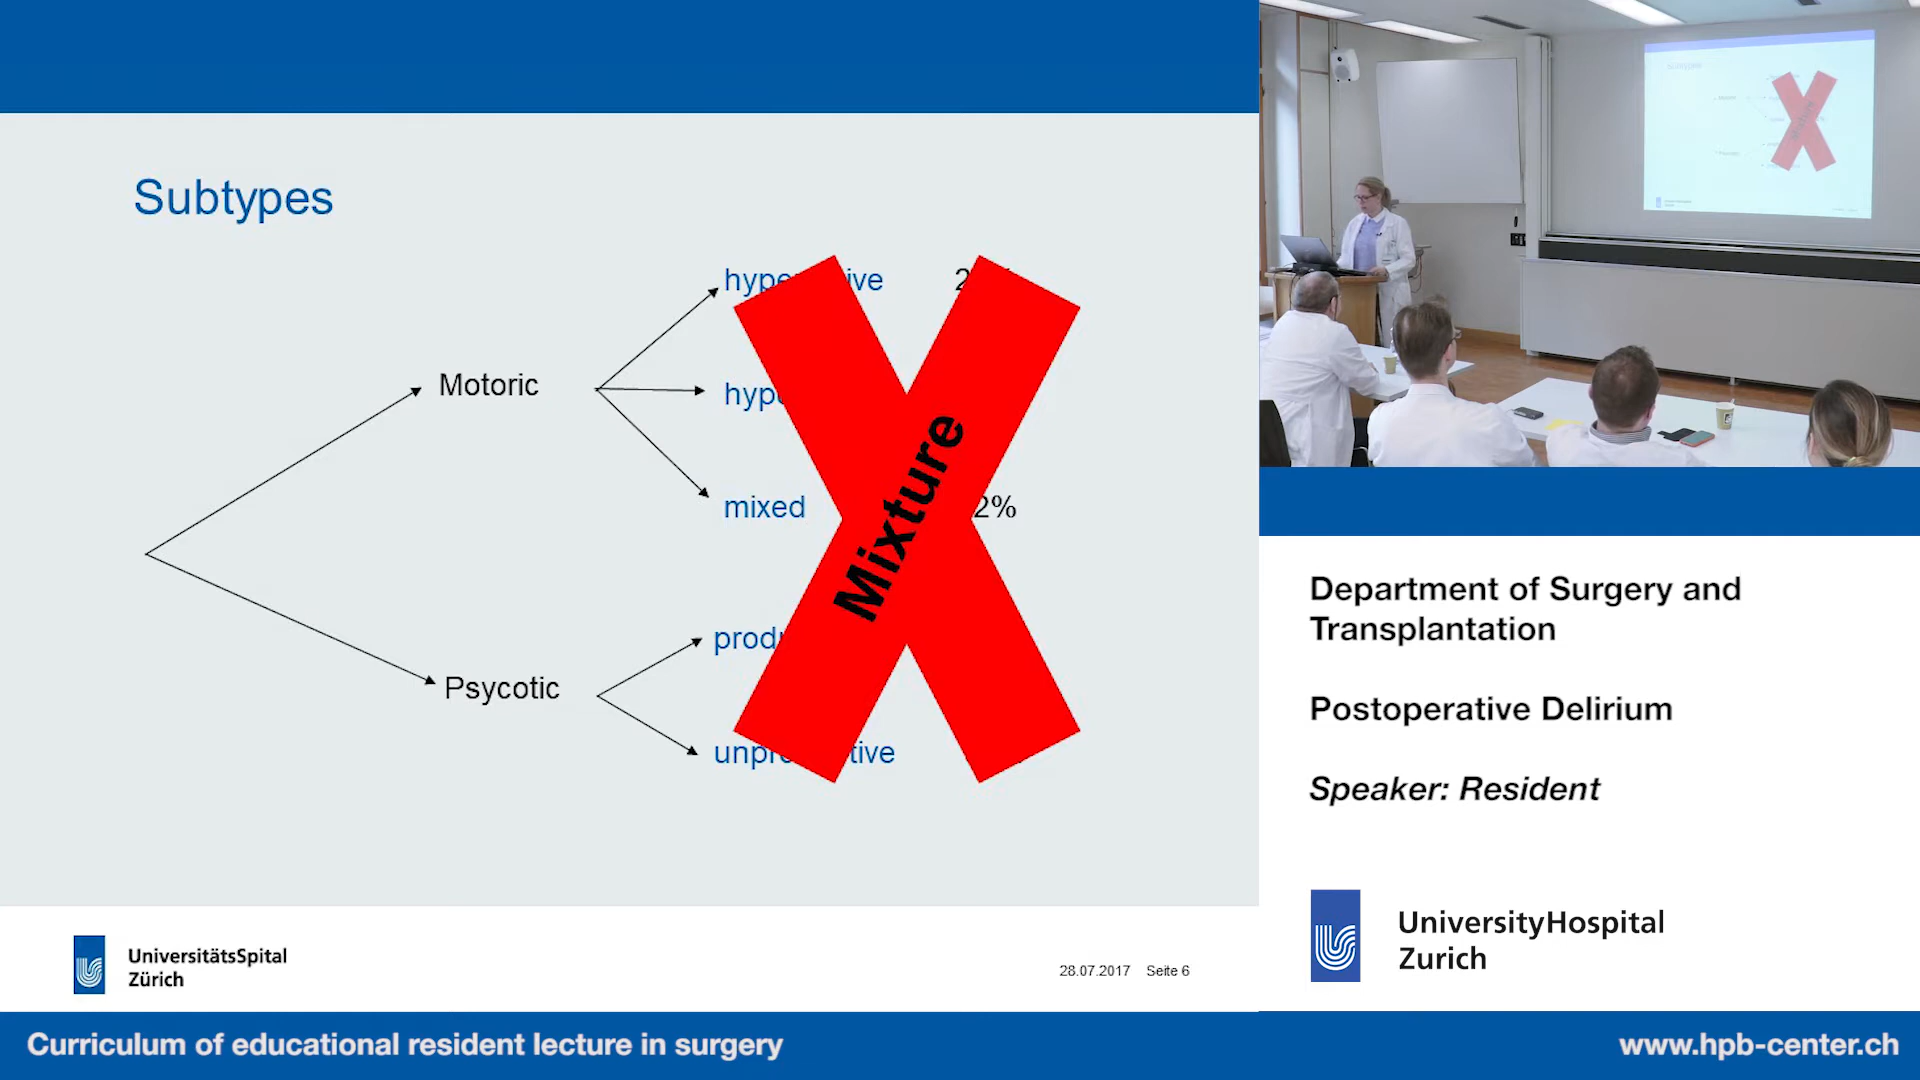 Subtypes
Motoric
mixed
2%
Mixture
Psycotic
UniversitätsSpital
Zürich
28.07.2017 Seite 6
Department of Surgery and
Transplantation
Postoperative Delirium
Speaker: Resident
UniversityHospital
Zurich
Curriculum of educational resident lecture in surgery
www.hpb-center.ch